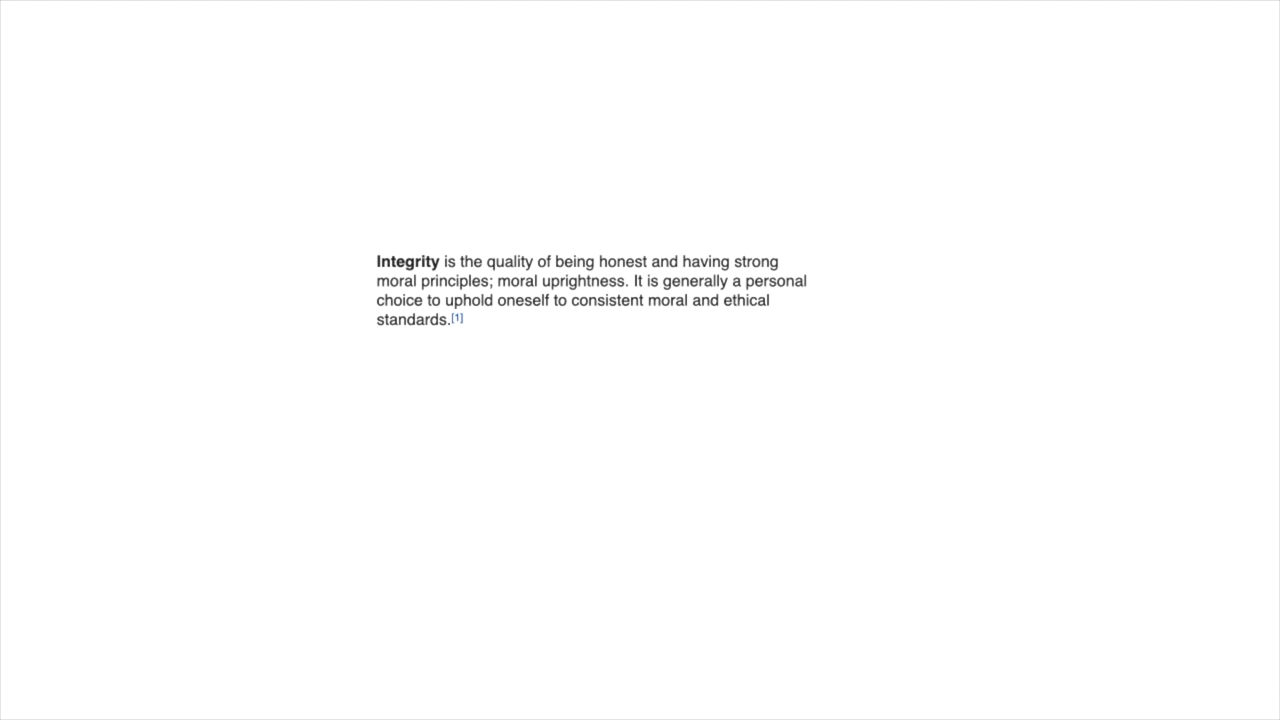 Integrity is the quality of being honest and having strong
moral principles; moral uprightness. It is generally a personal
choice to uphold oneself to consistent moral and ethical
standards.[1]